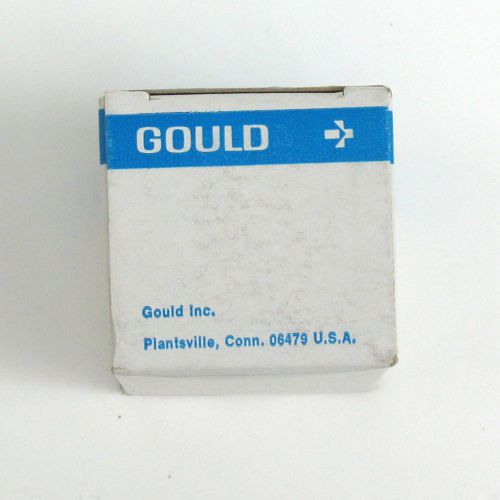 GOULD
Gould Inc.
Plantsville, Conn. 06479 U.S.A.